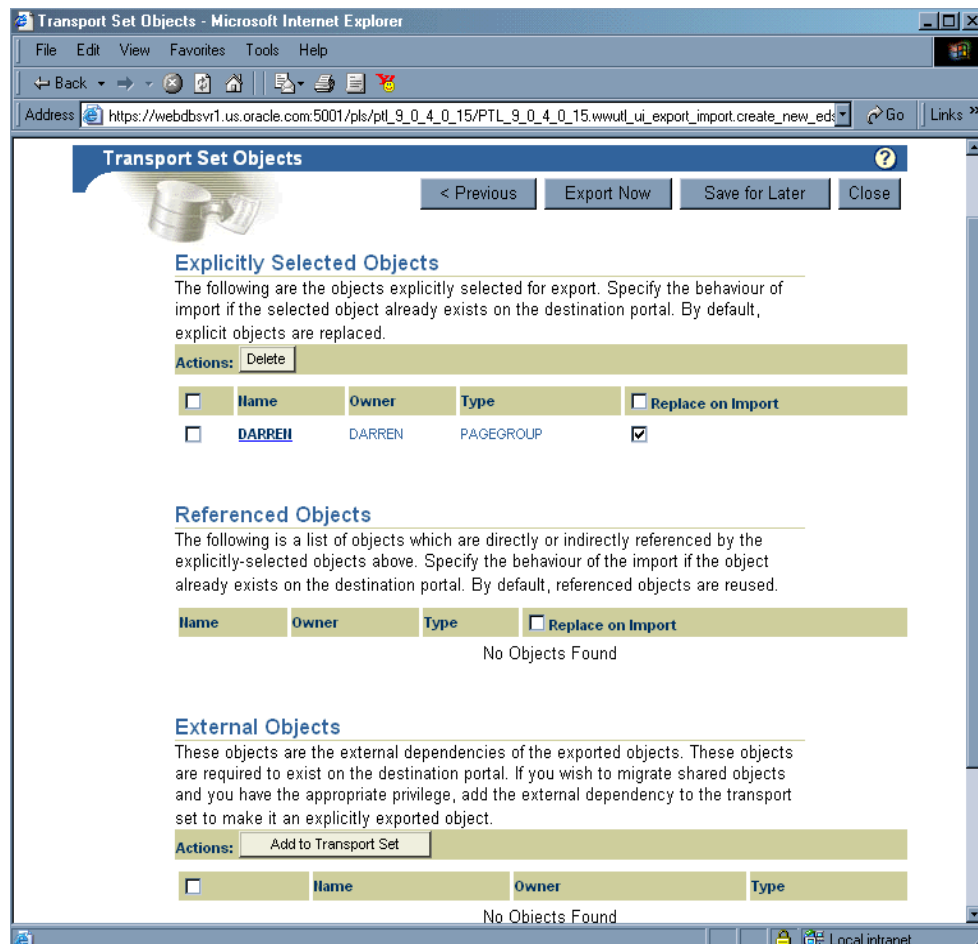 Transport Set Objects - Microsoft Internet Explorer
File Edit View Favorites Tools Help
Back
Address https://webdbsvr1.us.oracle.com:5001/pls/ptl_9_0_4_0_15/PTL_9_0_4_0_15.wwutl_ui_export_import.create_new_eds Go Links »
Transport Set Objects ?
< Previous Export Now Save for Later Close
Explicitly Selected Objects
The following are the objects explicitly selected for export. Specify the behaviour of
import if the selected object already exists on the destination portal. By default,
explicit objects are replaced.
Actions: Delete
Name Owner Type Replace on Import
DARREN DARREN PAGEGROUP
Referenced Objects
The following is a list of objects which are directly or indirectly referenced by the
explicitly-selected objects above. Specify the behaviour of the import if the object
already exists on the destination portal. By default, referenced objects are reused.
Name Owner Type Replace on Import
No Objects Found
External Objects
These objects are the external dependencies of the exported objects. These objects
are required to exist on the destination portal. If you wish to migrate shared objects
and you have the appropriate privilege, add the external dependency to the transport
set to make it an explicitly exported object.
Actions: Add to Transport Set
Name Owner Type
No Objects Found
Local intranet